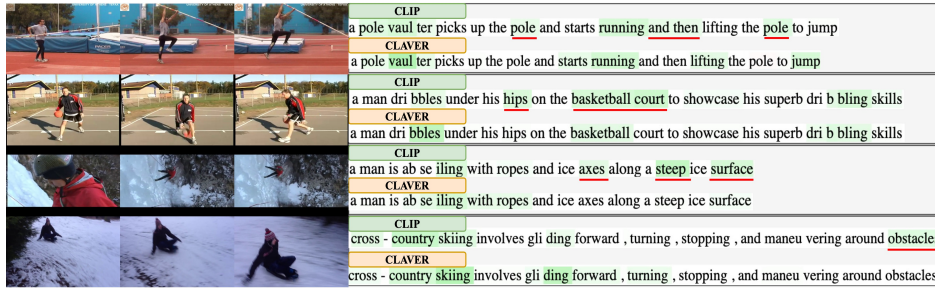 CLIP
a pole vaul ter picks up the pole and starts running and then lifting the pole to jump
CLAVER
a pole vaul ter picks up the pole and starts running and then lifting the pole to jump
CLIP
a man dri bbles under his hips on the basketball court to showcase his superb dri b bling skills
CLAVER
a man dri bbles under his hips on the basketball court to showcase his superb dri b bling skills
CLIP
a man is ab se iling with ropes and ice axes along a steep ice surface
CLAVER
a man is ab se iling with ropes and ice axes along a steep ice surface
CLIP
cross - country skiing involves gli ding forward , turning , stopping , and maneu vering around obstacles
CLAVER
cross - country skiing involves gli ding forward , turning , stopping , and maneu vering around obstacles